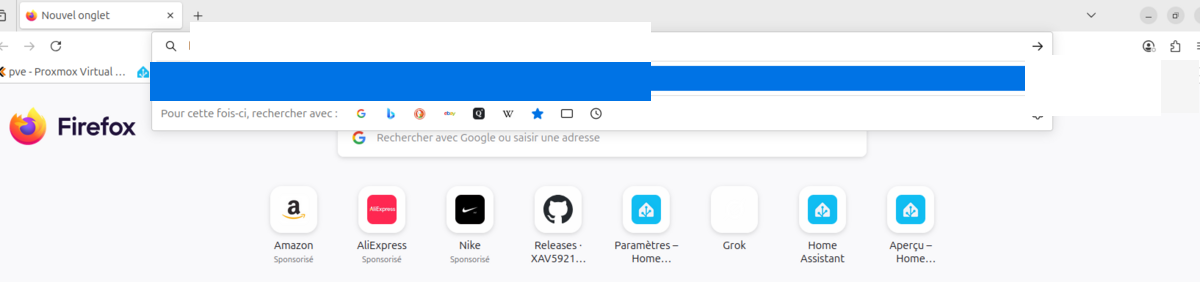 Nouvel onglet
pve - Proxmox Virtual …
Pour cette fois-ci, rechercher avec :
Firefox
Rechercher avec Google ou saisir une adresse
Amazon
Sponsorisé
AliExpress
AliExpress
Sponsorisé
Nike
Sponsorisé
Releases ·
XAV5921…
Paramètres –
Home…
Grok
Home
Assistant
Aperçu –
Home…